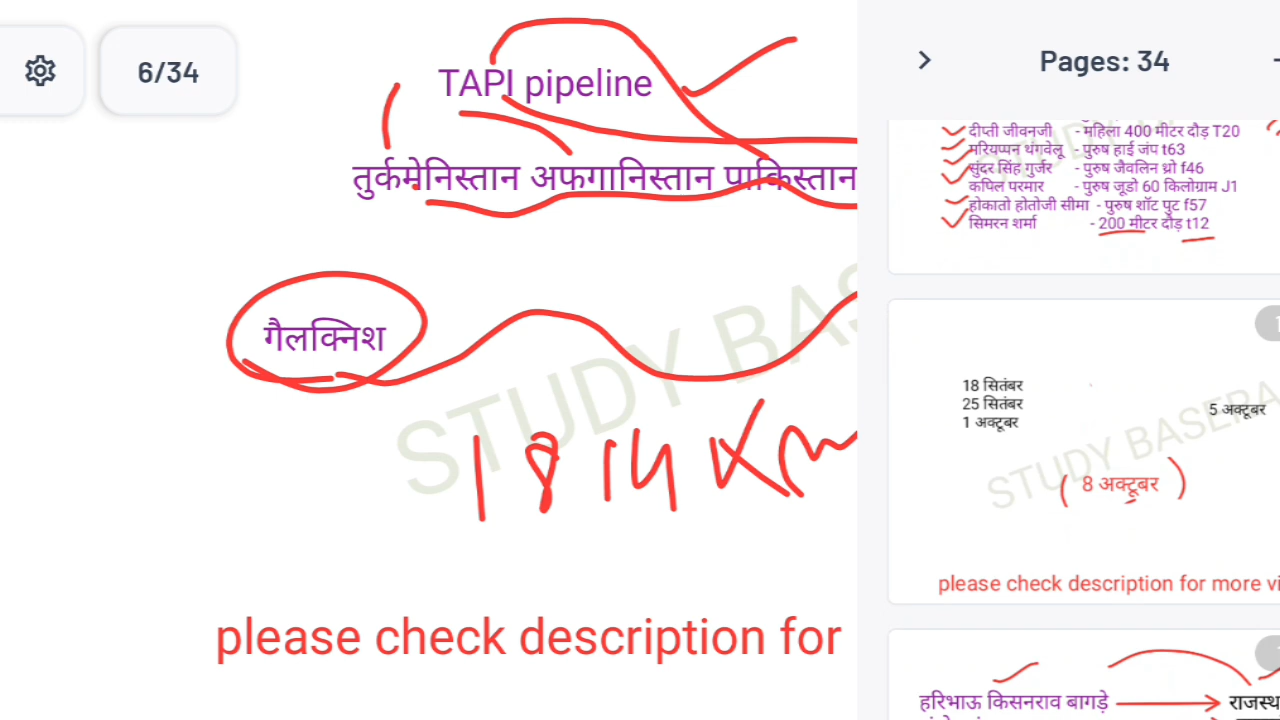 6/34
TAPI pipeline
तुर्कमेनिस्तान अफगानिस्तान पाकिस्तान
गैलक्निश
STUDY BASE
1814 Km
please check description for
Pages: 34
दीप्ती जीवनजी - महिला 400 मीटर दौड़ T20
मरियप्पन थंगवेलू - पुरुष हाई जंप t63
सुंदर सिंह गुर्जर - पुरुष जैवलिन थ्रो f46
कपिल परमार - पुरुष जूडो 60 किलोग्राम J1
होकातो होतोजी सीमा - पुरुष शॉट पुट f57
सिमरन शर्मा - 200 मीटर दौड़ t12
18 सितंबर
25 सितंबर
1 अक्टूबर
5 अक्टूबर
STUDY BASERA
( 8 अक्टूबर )
please check description for more vi
हरिभाऊ किसनराव बागड़े राजस्थ